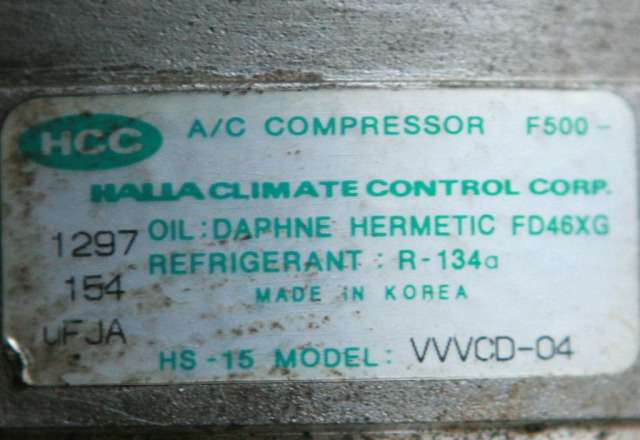 HCC A/C COMPRESSOR F500-
HALLA CLIMATE CONTROL CORP.
1297 OIL: DAPHNE HERMETIC FD46XG
REFRIGERANT: R-134a
154 MADE IN KOREA
UFJA
HS-15 MODEL: VVVCD-04